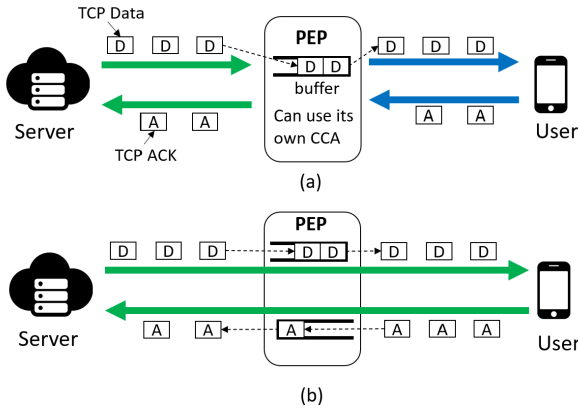 TCP Data
PEP
D D D
D D
D D D
buffer
Can use its
own CCA
A A
A A
Server
TCP ACK
User
(a)
PEP
D D D
D D
D D D
A A
A
A A A
Server
User
(b)